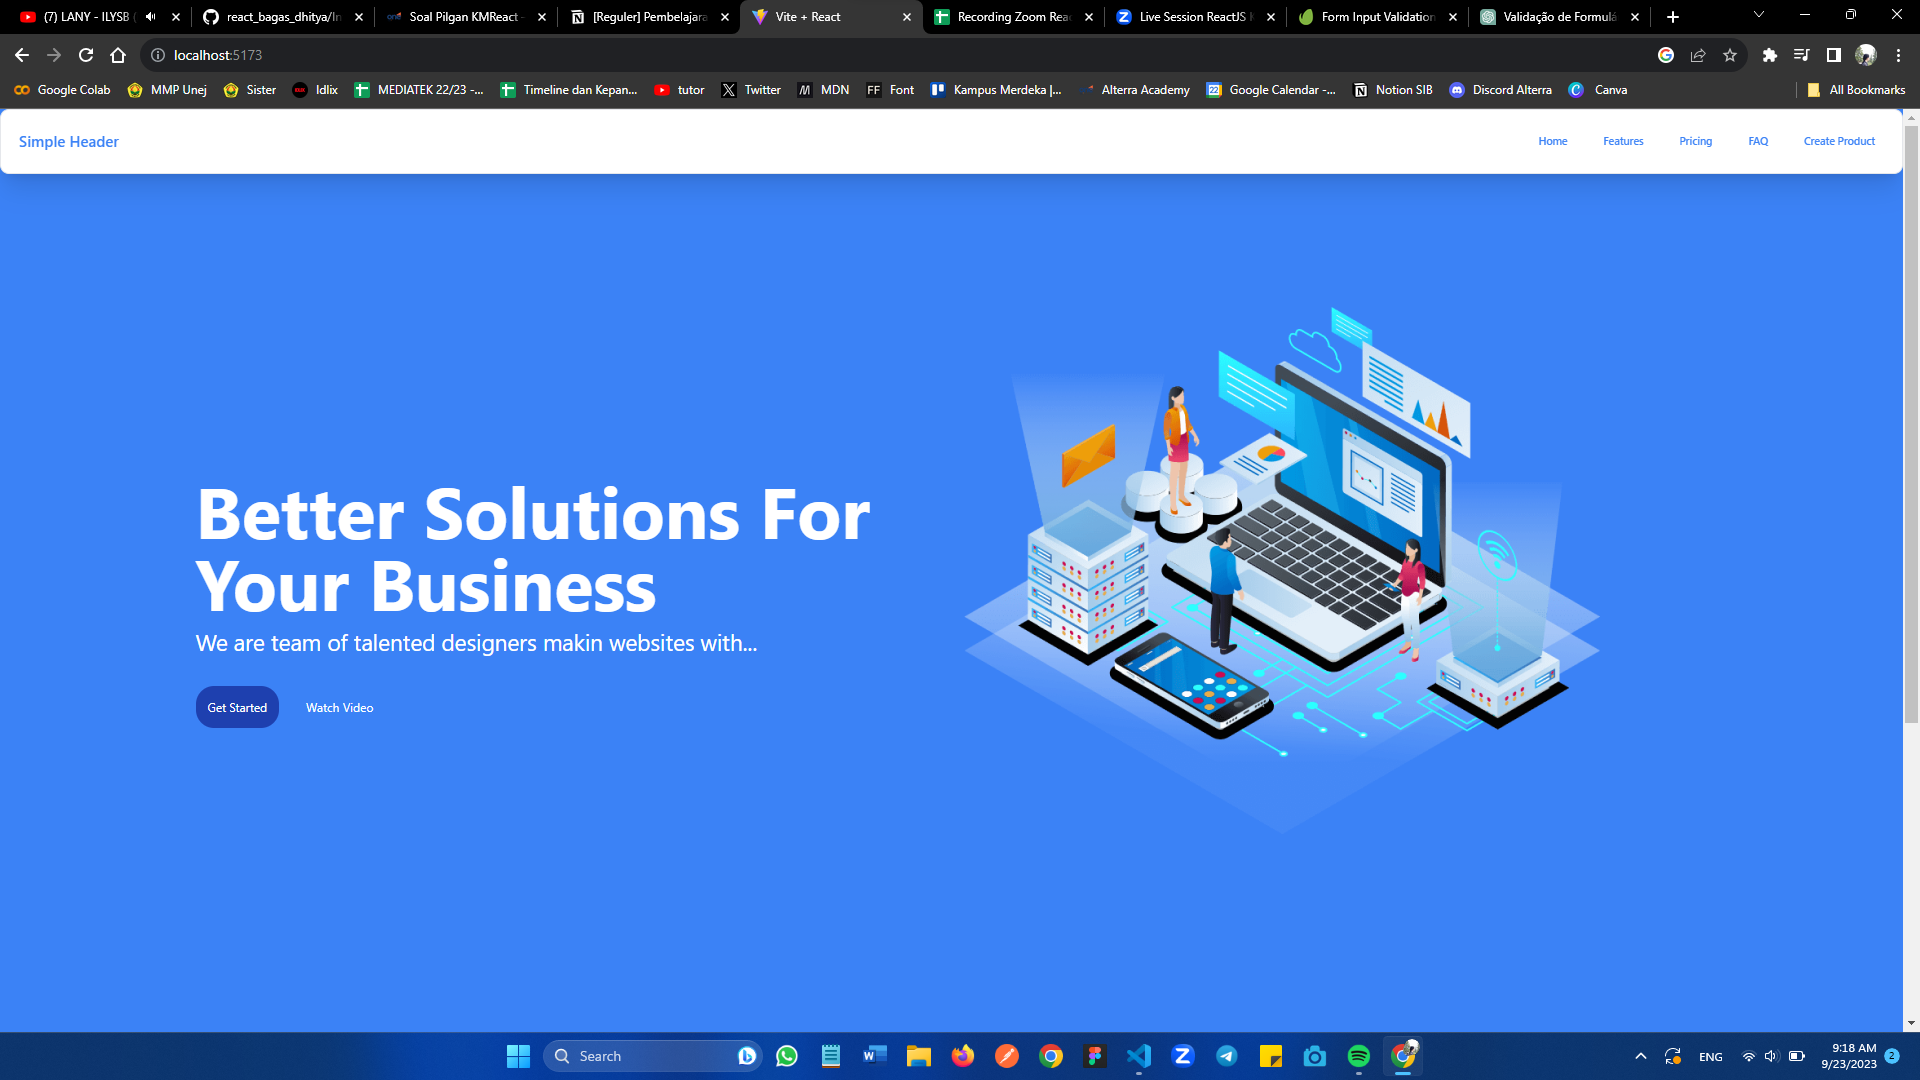 (7) LANY - ILYSB (
react_bagas_dhitya/In
Soal Pilgan KMReact -
[Reguler] Pembelajara
Vite + React
Recording Zoom Rea
Live Session ReactJS
Form Input Validation
Validação de Formulá
localhost:5173
Google Colab
MMP Unej
Sister
Idlix
MEDIATEK 22/23 -...
Timeline dan Kepan...
tutor
Twitter
MDN
Font
Kampus Merdeka |...
Alterra Academy
Google Calendar -...
Notion SIB
Discord Alterra
Canva
All Bookmarks
Simple Header
Home
Features
Pricing
FAQ
Create Product
Better Solutions For
Your Business
We are team of talented designers makin websites with...
Get Started
Watch Video
Search
ENG
9:18 AM
9/23/2023
2